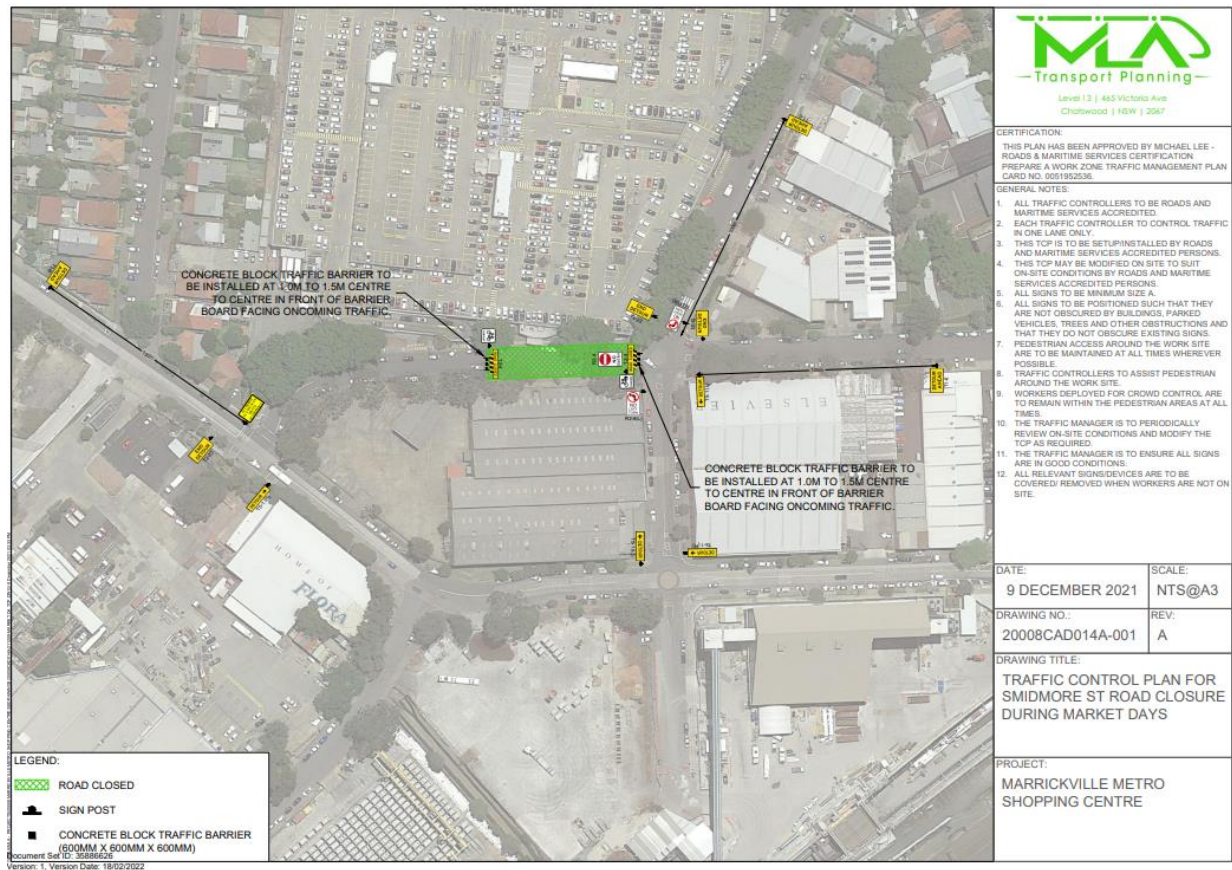 MLA
Transport Planning
Level 12 | 465 Victoria Ave
Chatswood | NSW | 2067
CERTIFICATION:
THIS PLAN HAS BEEN APPROVED BY MICHAEL LEE -
ROADS & MARITIME SERVICES CERTIFICATION
PREPARE A WORK ZONE TRAFFIC MANAGEMENT PLAN
CARD NO. 0051952536.
GENERAL NOTES:
1. ALL TRAFFIC CONTROLLERS TO BE ROADS AND
MARITIME SERVICES ACCREDITED.
2. EACH TRAFFIC CONTROLLER TO CONTROL TRAFFIC
IN ONE LANE ONLY.
3. THIS TCP IS TO BE SETUP/INSTALLED BY ROADS
AND MARITIME SERVICES ACCREDITED PERSONS.
4. THIS TCP MAY BE MODIFIED ON SITE TO SUIT
ON-SITE CONDITIONS BY ROADS AND MARITIME
SERVICES ACCREDITED PERSONS.
5. ALL SIGNS TO BE MINIMUM SIZE A.
6. ALL SIGNS TO BE POSITIONED SUCH THAT THEY
ARE NOT OBSCURED BY BUILDINGS, PARKED
VEHICLES, TREES AND OTHER OBSTRUCTIONS AND
THAT THEY DO NOT OBSCURE EXISTING SIGNS.
7. PEDESTRIAN ACCESS AROUND THE WORK SITE
ARE TO BE MAINTAINED AT ALL TIMES WHEREVER
POSSIBLE.
8. TRAFFIC CONTROLLERS TO ASSIST PEDESTRIAN
AROUND THE WORK SITE.
9. WORKERS DEPLOYED FOR CROWD CONTROL ARE
TO REMAIN WITHIN THE PEDESTRIAN AREAS AT ALL
TIMES.
10. THE TRAFFIC MANAGER IS TO PERIODICALLY
REVIEW ON-SITE CONDITIONS AND MODIFY THE
TCP AS REQUIRED.
11. THE TRAFFIC MANAGER IS TO ENSURE ALL SIGNS
ARE IN GOOD CONDITIONS.
12. ALL RELEVANT SIGNS/DEVICES ARE TO BE
COVERED/ REMOVED WHEN WORKERS ARE NOT ON
SITE.
DATE:
9 DECEMBER 2021
SCALE:
NTS@A3
DRAWING NO.:
20008CAD014A-001
REV:
A
DRAWING TITLE:
TRAFFIC CONTROL PLAN FOR
SMIDMORE ST ROAD CLOSURE
DURING MARKET DAYS
PROJECT:
MARRICKVILLE METRO
SHOPPING CENTRE
CONCRETE BLOCK TRAFFIC BARRIER TO
BE INSTALLED AT 1.0M TO 1.5M CENTRE
TO CENTRE IN FRONT OF BARRIER
BOARD FACING ONCOMING TRAFFIC.
DETOUR AHEAD
END DETOUR
END DETOUR
DETOUR
DETOUR AHEAD
ELSEVIER
CONCRETE BLOCK TRAFFIC BARRIER TO
BE INSTALLED AT 1.0M TO 1.5M CENTRE
TO CENTRE IN FRONT OF BARRIER
BOARD FACING ONCOMING TRAFFIC.
END DETOUR
DETOUR
DETOUR
DETOUR
HOME OF
FLORA
LEGEND:
ROAD CLOSED
SIGN POST
CONCRETE BLOCK TRAFFIC BARRIER
(600MM X 600MM X 600MM)
Document Set ID: 35886626
Version: 1, Version Date: 18/02/2022